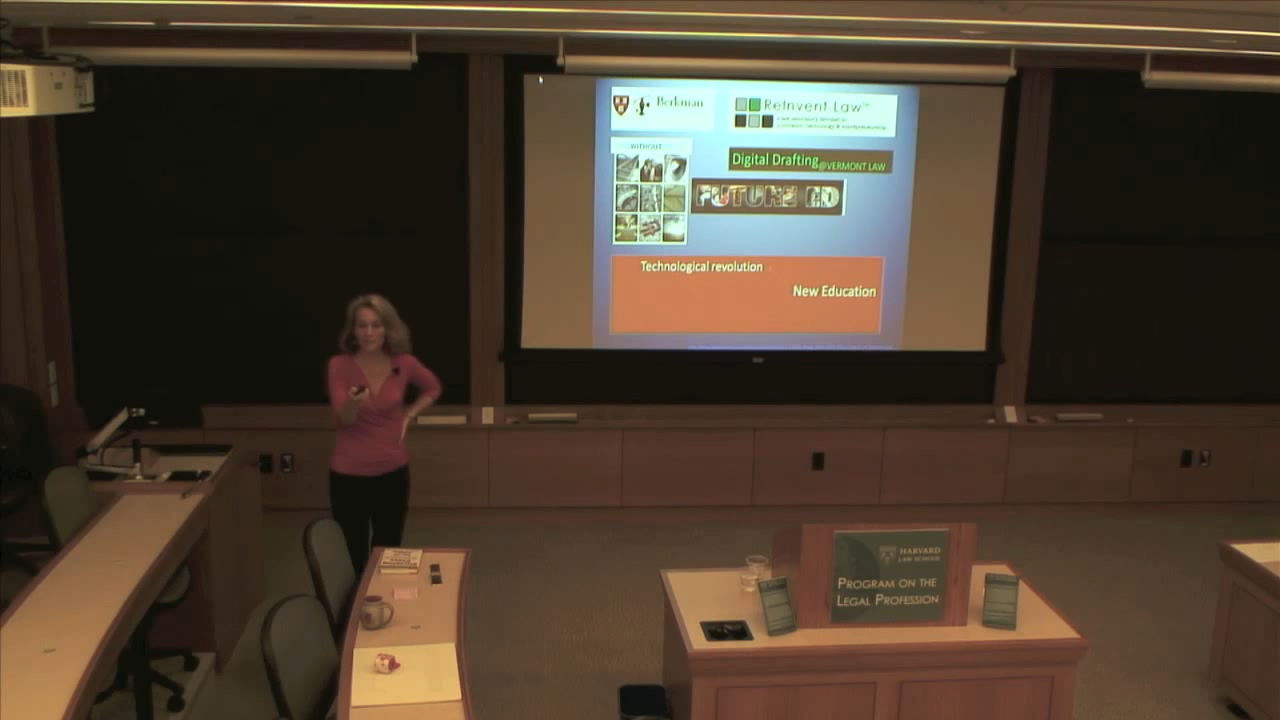 Berkman
ReInvent Law™
WITHOUT
Digital Drafting@VERMONT LAW
FUTURE ED
Technological revolution
New Education
HARVARD
LAW SCHOOL
PROGRAM ON THE
LEGAL PROFESSION